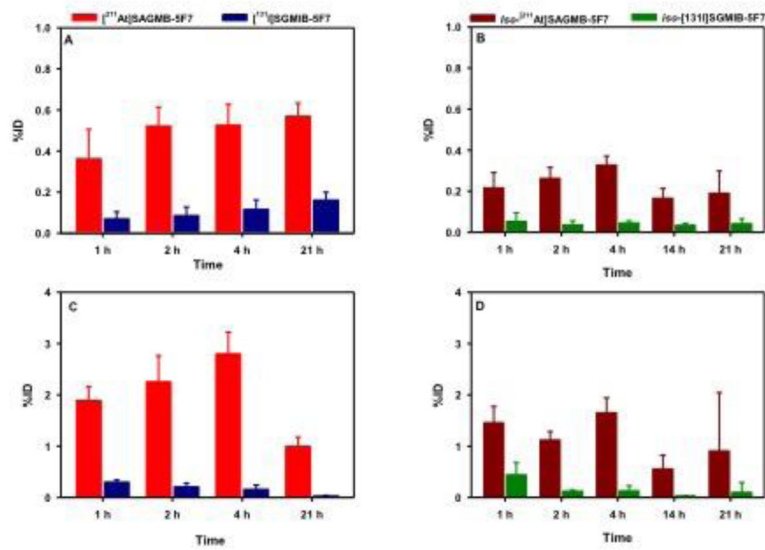 [²¹¹At]SAGMB-5F7 [¹³¹I]SGMIB-5F7
A
%ID
1.0
0.8
0.6
0.4
0.2
0.0
1 h 2 h 4 h 21 h
Time
iso-[²¹¹At]SAGMB-5F7 iso-[131I]SGMIB-5F7
B
%ID
1.0
0.8
0.6
0.4
0.2
0.0
1 h 2 h 4 h 14 h 21 h
Time
C
%ID
4
3
2
1
0
1 h 2 h 4 h 21 h
Time
D
%ID
4
3
2
1
0
1 h 2 h 4 h 14 h 21 h
Time